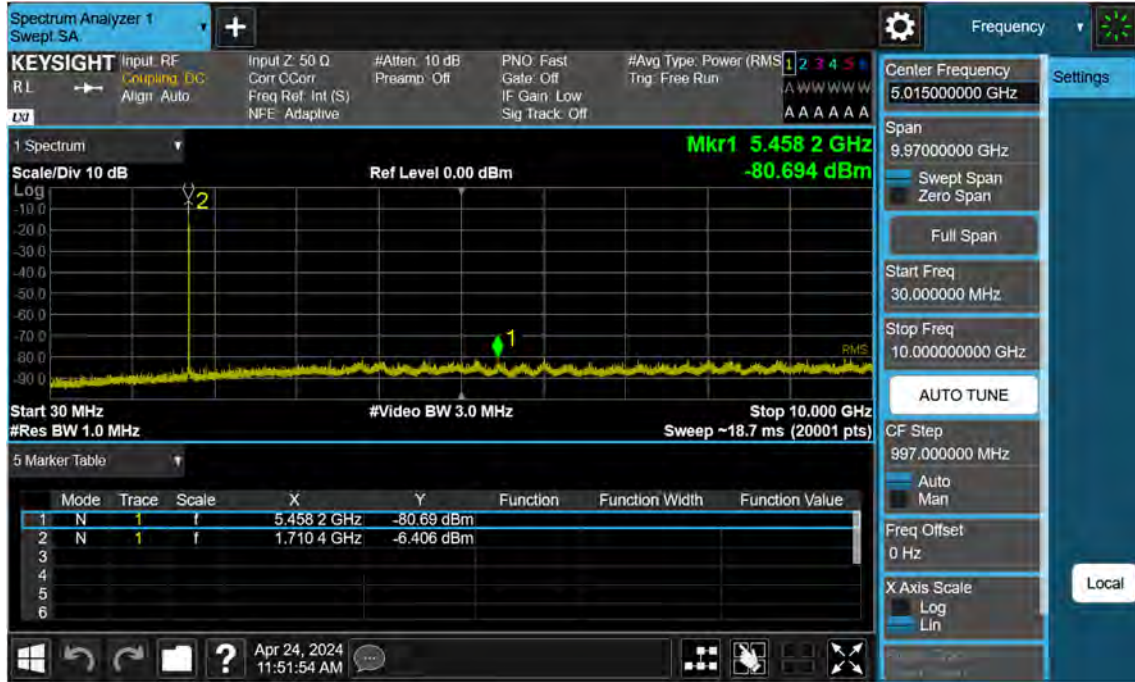 Spectrum Analyzer 1
Swept SA
+
Frequency
KEYSIGHT
RL
LXI
Input: RF
Coupling: DC
Align: Auto
Input Z: 50 Ω
Corr CCorr
Freq Ref: Int (S)
NFE: Adaptive
#Atten: 10 dB
Preamp: Off
PNO: Fast
Gate: Off
IF Gain: Low
Sig Track: Off
#Avg Type: Power (RMS
Trig: Free Run
1 2 3 4 5 6
A W W W W W
A A A A A A
Center Frequency
5.015000000 GHz
Settings
1 Spectrum
Mkr1 5.458 2 GHz
Scale/Div 10 dB
Ref Level 0.00 dBm
-80.694 dBm
Log
-10.0
-20.0
-30.0
-40.0
-50.0
-60.0
-70.0
-80.0
-90.0
2
1
RMS
Start 30 MHz
#Video BW 3.0 MHz
Stop 10.000 GHz
#Res BW 1.0 MHz
Sweep ~18.7 ms (20001 pts)
Span
9.97000000 GHz
Swept Span
Zero Span
Full Span
Start Freq
30.000000 MHz
Stop Freq
10.000000000 GHz
AUTO TUNE
CF Step
997.000000 MHz
Auto
Man
Freq Offset
0 Hz
X Axis Scale
Log
Lin
Local
5 Marker Table
Mode Trace Scale X Y Function Function Width Function Value
1 N 1 f 5.458 2 GHz -80.69 dBm
2 N 1 f 1.710 4 GHz -6.406 dBm
3
4
5
6
?
Apr 24, 2024
11:51:54 AM